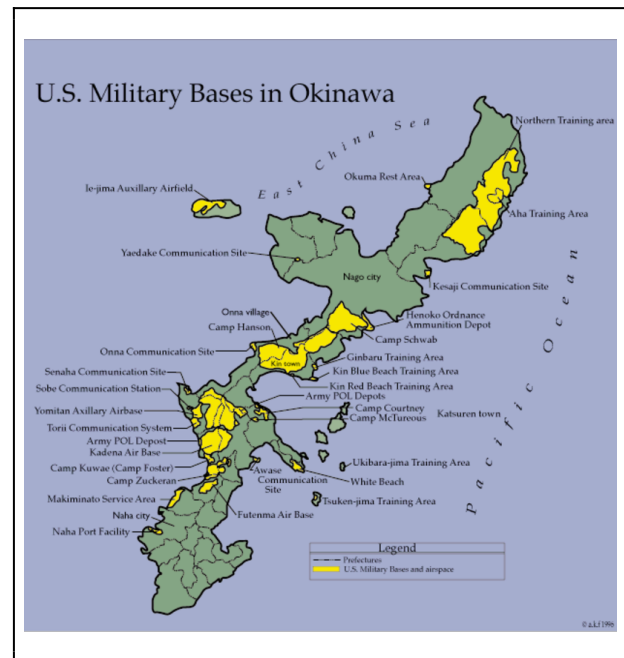 U.S. Military Bases in Okinawa
East China Sea
Northern Training area
Okuma Rest Area
Ie-jima Auxillary Airfield
Aha Training Area
Yaedake Communication Site
Nago city
Kesaji Communication Site
Pacific Ocean
Onna village
Henoko Ordnance
Ammunition Depot
Camp Hanson
Camp Schwab
Onna Communication Site
Ginbaru Training Area
Kin town
Kin Blue Beach Training Area
Senaha Communication Site
Kin Red Beach Training Area
Sobe Communication Station
Army POL Depots
Yomitan Axillary Airbase
Camp Courtney
Katsuren town
Camp McTureous
Torii Communication System
Army POL Depost
Kadena Air Base
Ukibara-jima Training Area
Camp Kuwae (Camp Foster)
Awase
Communication
Site
White Beach
Camp Zuckeran
Makiminato Service Area
Tsuken-jima Training Area
Naha city
Futenma Air Base
Naha Port Facility
Legend
Prefectures
U.S. Military Bases and airspace
© a.k.f 1996